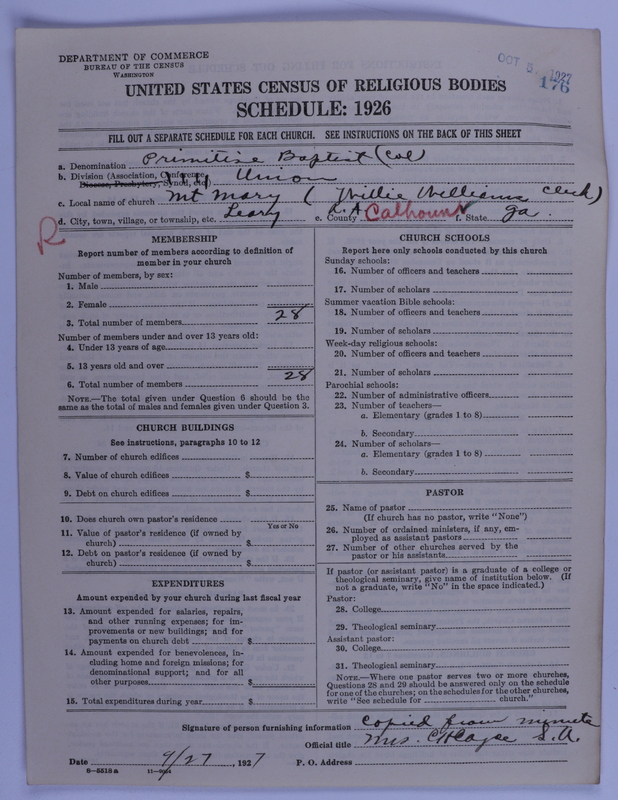 DEPARTMENT OF COMMERCE
BUREAU OF THE CENSUS
WASHINGTON
OCT 5 1927
176
UNITED STATES CENSUS OF RELIGIOUS BODIES
SCHEDULE: 1926
FILL OUT A SEPARATE SCHEDULE FOR EACH CHURCH. SEE INSTRUCTIONS ON THE BACK OF THIS SHEET
a. Denomination Primitive Baptist (Col)
b. Division (Association, Conference,
Diocese, Presbytery, Synod, etc.) Union
c. Local name of church Mt Mary (Willie Williams Clerk)
d. City, town, village, or township, etc. Leary e. County Calhoun f. State Ga.
R
MEMBERSHIP
Report number of members according to definition of
member in your church
Number of members, by sex:
1. Male
2. Female
3. Total number of members 28
Number of members under and over 13 years old:
4. Under 13 years of age
5. 13 years old and over
6. Total number of members 28
NOTE.—The total given under Question 6 should be the
same as the total of males and females given under Question 3.
CHURCH BUILDINGS
See instructions, paragraphs 10 to 12
7. Number of church edifices
8. Value of church edifices $
9. Debt on church edifices $
10. Does church own pastor's residence
Yes or No
11. Value of pastor's residence (if owned by
church) $
12. Debt on pastor's residence (if owned by
church) $
EXPENDITURES
Amount expended by your church during last fiscal year
13. Amount expended for salaries, repairs,
and other running expenses; for im-
provements or new buildings; and for
payments on church debt $
14. Amount expended for benevolences, in-
cluding home and foreign missions; for
denominational support; and for all
other purposes $
15. Total expenditures during year $
CHURCH SCHOOLS
Report here only schools conducted by this church
Sunday schools:
16. Number of officers and teachers
17. Number of scholars
Summer vacation Bible schools:
18. Number of officers and teachers
19. Number of scholars
Week-day religious schools:
20. Number of officers and teachers
21. Number of scholars
Parochial schools:
22. Number of administrative officers
23. Number of teachers—
a. Elementary (grades 1 to 8)
b. Secondary
24. Number of scholars—
a. Elementary (grades 1 to 8)
b. Secondary
PASTOR
25. Name of pastor
(If church has no pastor, write "None")
26. Number of ordained ministers, if any, em-
ployed as assistant pastors
27. Number of other churches served by the
pastor or his assistants
If pastor (or assistant pastor) is a graduate of a college or
theological seminary, give name of institution below. (If
not a graduate, write "No" in the space indicated.)
Pastor:
28. College
29. Theological seminary
Assistant pastor:
30. College
31. Theological seminary
NOTE.—Where one pastor serves two or more churches,
Questions 28 and 29 should be answered only on the schedule
for one of the churches; on the schedules for the other churches,
write "See schedule for church."
Signature of person furnishing information Copied from minute
Official title Mrs. S.A.
Date 9/27, 1927 P. O. Address
8-5518a